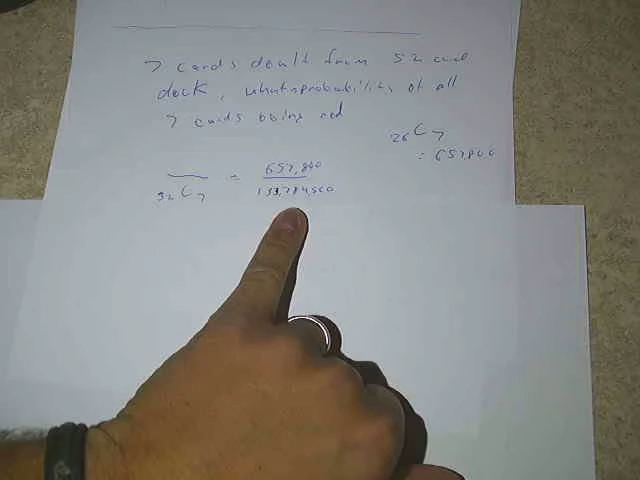 7 cards dealt from 52 card
deck, what's probability of all
7 cards being red
26C7
= 657800
52C7 = 657,800
133,784,560